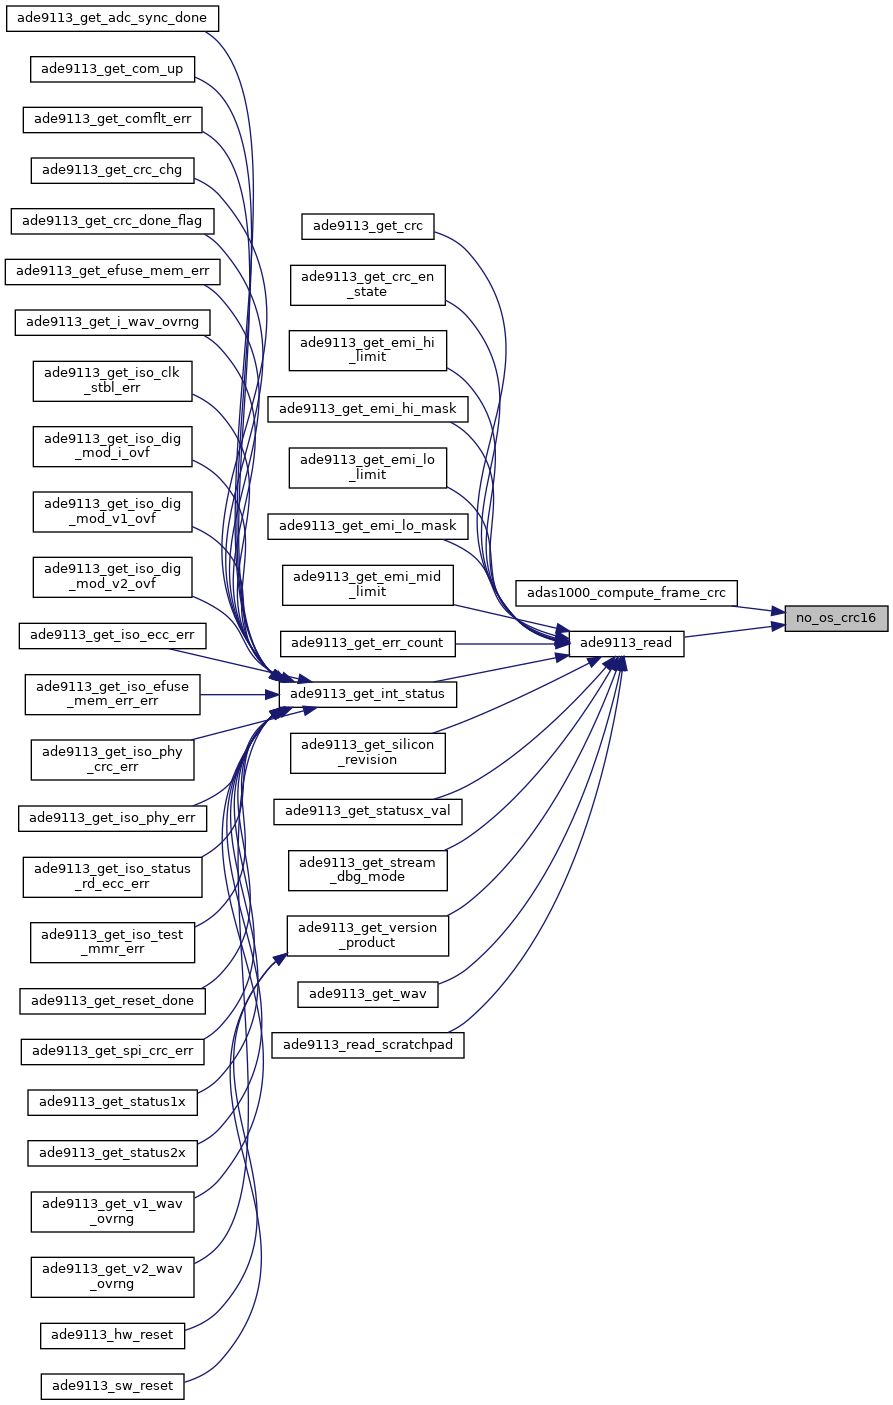 ade9113_get_adc_sync_done
ade9113_get_com_up
ade9113_get_comflt_err
ade9113_get_crc_chg
ade9113_get_crc_done_flag
ade9113_get_efuse_mem_err
ade9113_get_i_wav_ovrng
ade9113_get_iso_clk
_stbl_err
ade9113_get_iso_dig
_mod_i_ovf
ade9113_get_iso_dig
_mod_v1_ovf
ade9113_get_iso_dig
_mod_v2_ovf
ade9113_get_iso_ecc_err
ade9113_get_iso_efuse
_mem_err_err
ade9113_get_iso_phy
_crc_err
ade9113_get_iso_phy_err
ade9113_get_iso_status
_rd_ecc_err
ade9113_get_iso_test
_mmr_err
ade9113_get_reset_done
ade9113_get_spi_crc_err
ade9113_get_status1x
ade9113_get_status2x
ade9113_get_v1_wav
_ovrng
ade9113_get_v2_wav
_ovrng
ade9113_hw_reset
ade9113_sw_reset
ade9113_get_crc
ade9113_get_crc_en
_state
ade9113_get_emi_hi
_limit
ade9113_get_emi_hi_mask
ade9113_get_emi_lo
_limit
ade9113_get_emi_lo_mask
ade9113_get_emi_mid
_limit
ade9113_get_err_count
ade9113_get_int_status
ade9113_get_silicon
_revision
ade9113_get_statusx_val
ade9113_get_stream
_dbg_mode
ade9113_get_version
_product
ade9113_get_wav
ade9113_read_scratchpad
adas1000_compute_frame_crc
ade9113_read
no_os_crc16